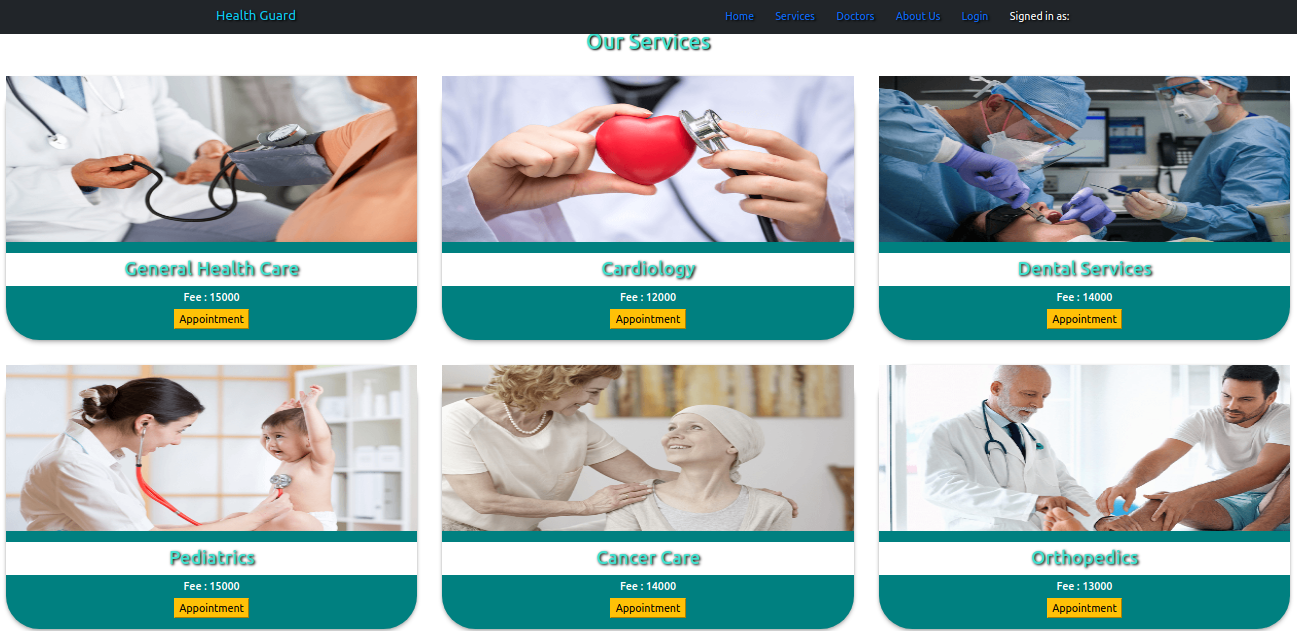 Health Guard
Home Services Doctors About Us Login Signed in as:
Our Services
General Health Care
Fee : 15000
Appointment
Cardiology
Fee : 12000
Appointment
Dental Services
Fee : 14000
Appointment
Pediatrics
Fee : 15000
Appointment
Cancer Care
Fee : 14000
Appointment
Orthopedics
Fee : 13000
Appointment